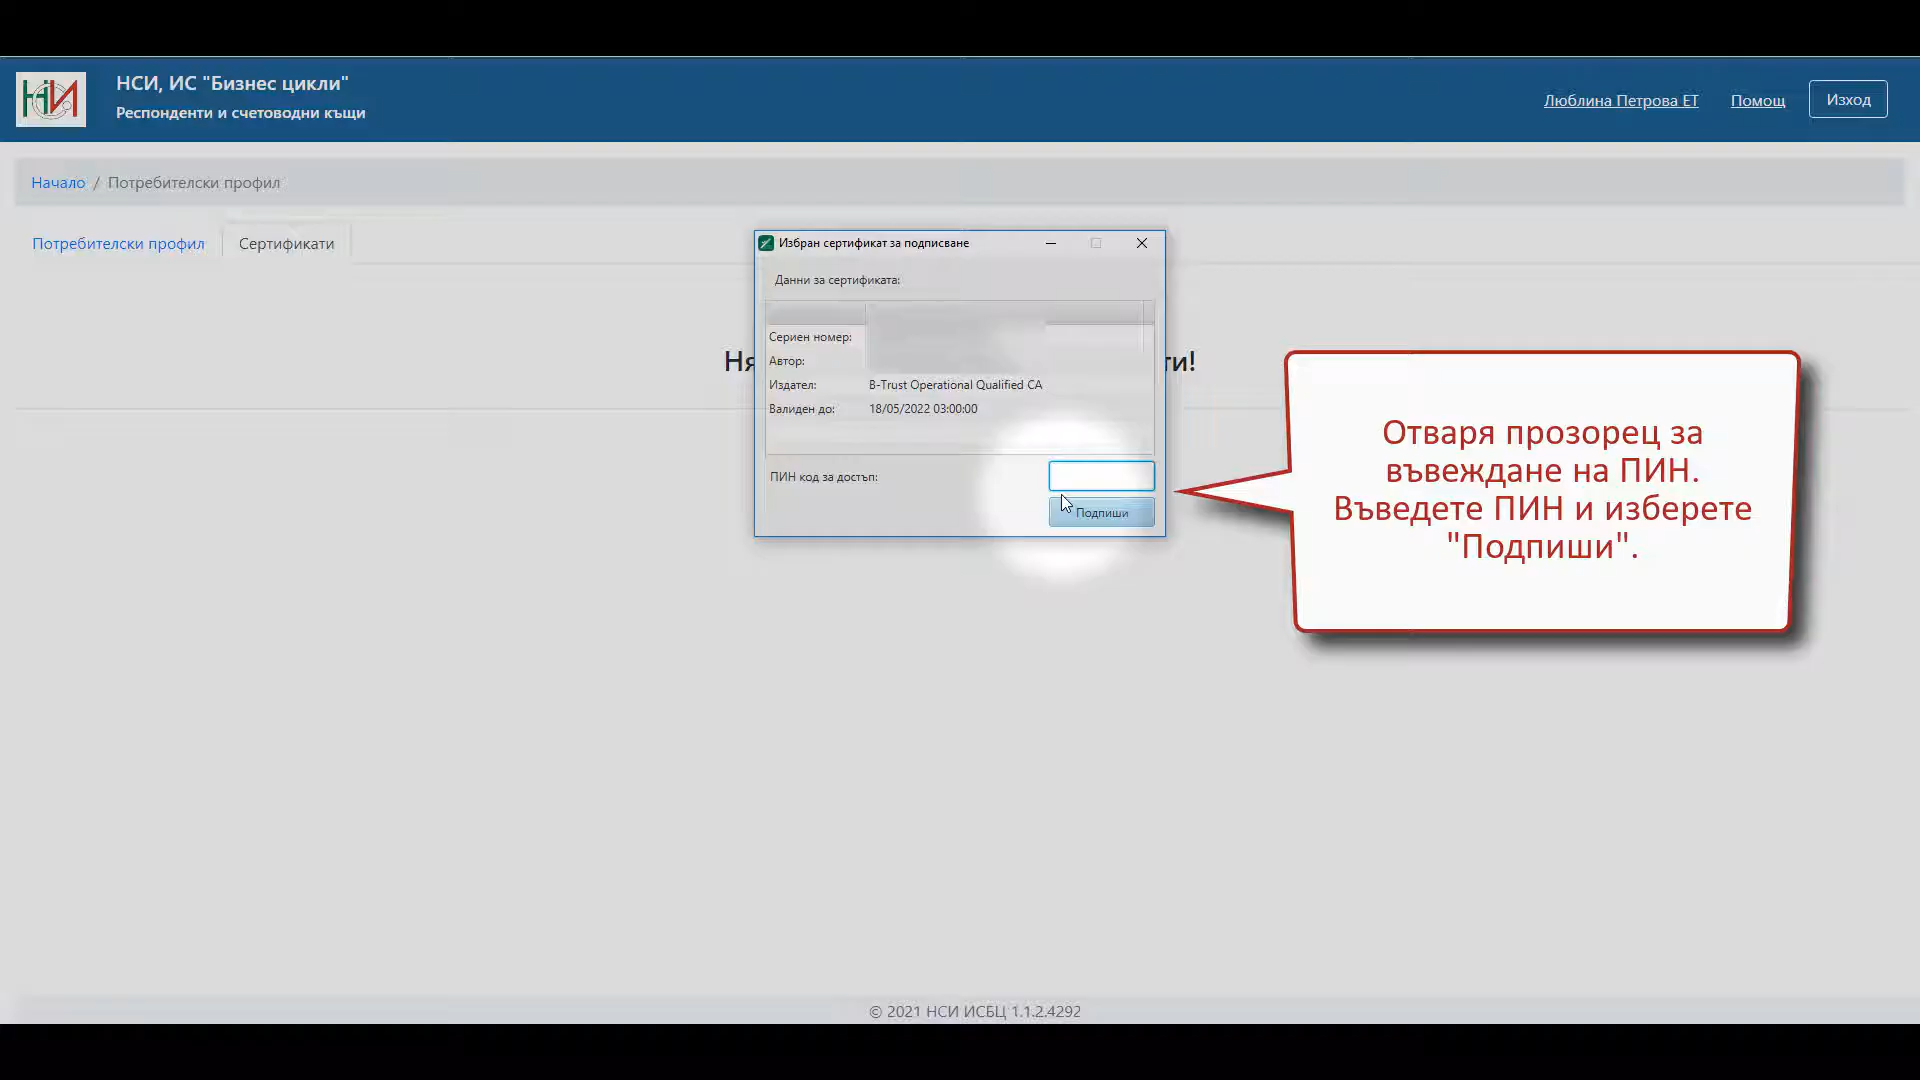 НСИ, ИС "Бизнес цикли"
Респонденти и счетоводни къщи
Люблина Петрова ЕТ
Помощ
Изход
Начало / Потребителски профил
Потребителски профил
Сертификати
Избран сертификат за подписване
Данни за сертификата:
Сериен номер:
Автор:
Издател: B-Trust Operational Qualified CA
Валиден до: 18/05/2022 03:00:00
ПИН код за достъп:
Подпиши
Отваря прозорец за
въвеждане на ПИН.
Въведете ПИН и изберете
"Подпиши".
© 2021 НСИ ИСБЦ 1.1.2.4292